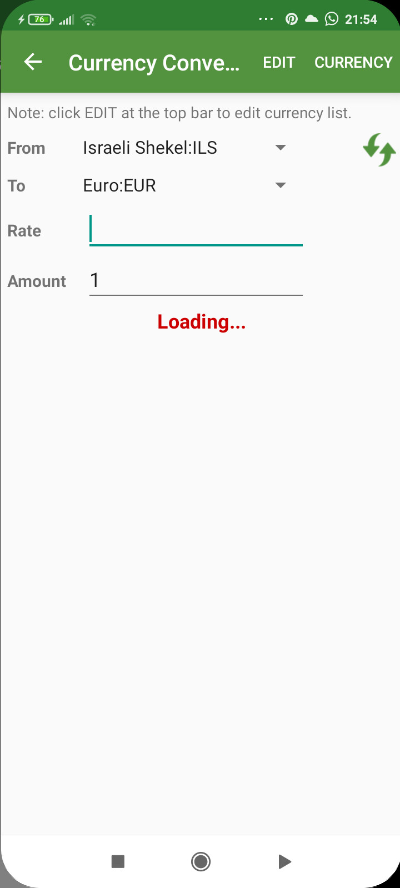 76 21:54
Currency Conve... EDIT CURRENCY
Note: click EDIT at the top bar to edit currency list.
From Israeli Shekel:ILS
To Euro:EUR
Rate
Amount 1
Loading...